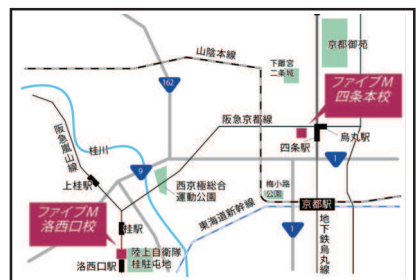 山陰本線
京都御苑
下離宮
二条城
162
ファイブM
四条本校
阪急京都線
阪急嵐山線
桂川
烏丸駅
四条駅
9
1
上桂駅
西京極総合
運動公園
梅小路
公園
京都駅
ファイブM
洛西口校
桂駅
東海道新幹線
1
地下鉄烏丸線
陸上自衛隊
桂駐屯地
洛西口駅